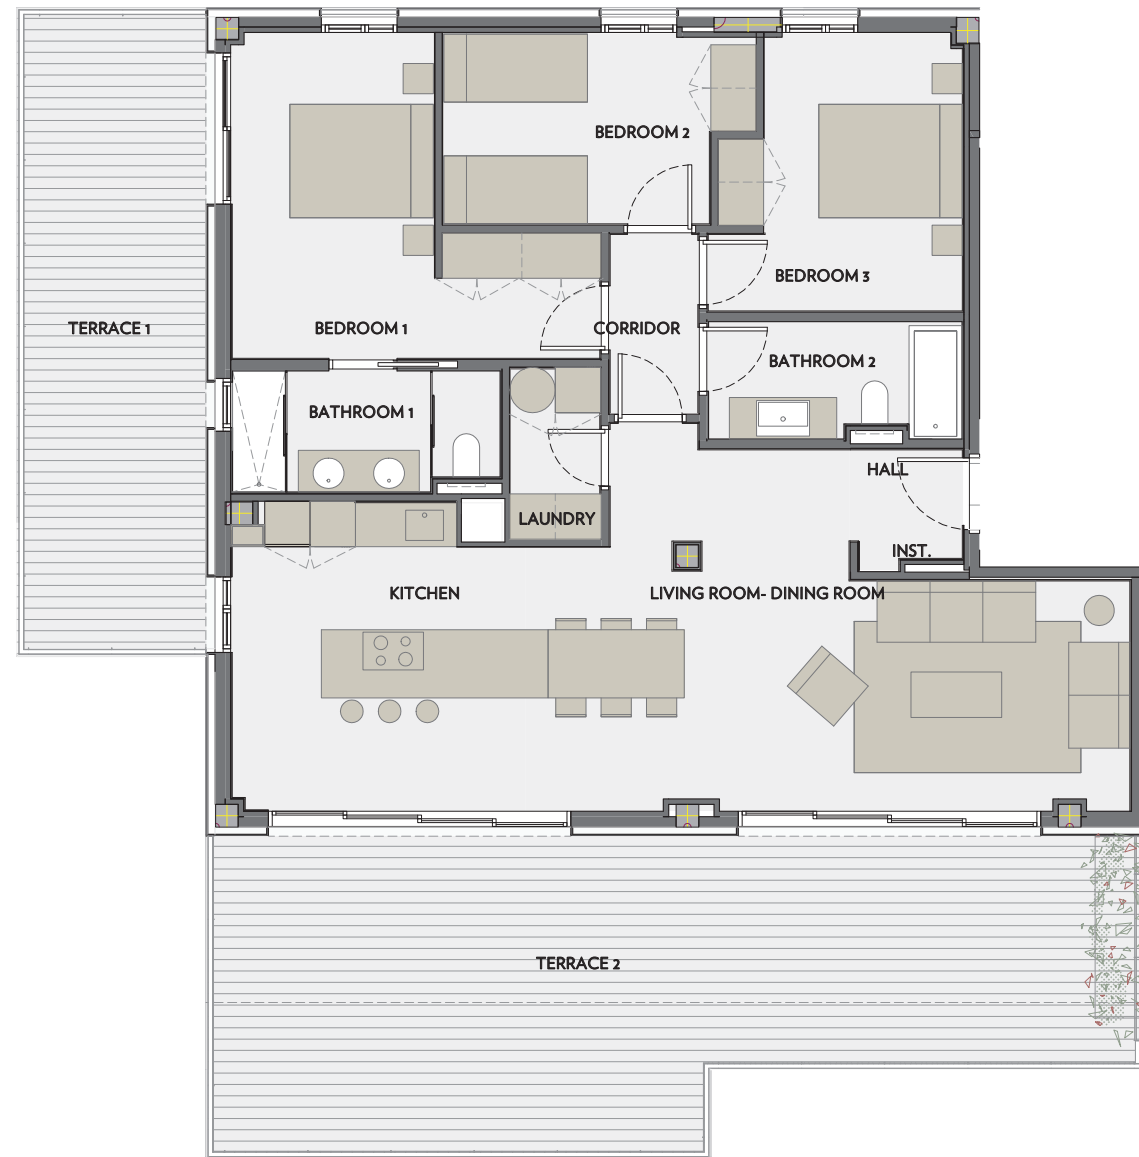 BEDROOM 2
BEDROOM 3
TERRACE 1
BEDROOM 1
CORRIDOR
BATHROOM 2
BATHROOM 1
HALL
LAUNDRY
INST.
KITCHEN
LIVING ROOM- DINING ROOM
TERRACE 2